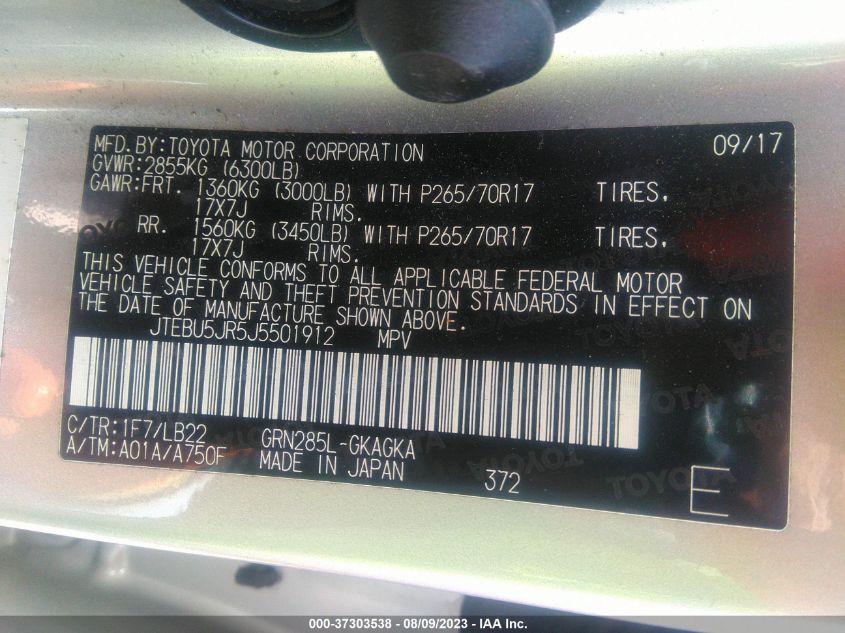 MFD.BY:TOYOTA MOTOR CORPORATION 09/17
GVWR:2855KG (6300LB)
GAWR:FRT. 1360KG (3000LB) WITH P265/70R17 TIRES,
17X7J RIMS.
RR. 1560KG (3450LB) WITH P265/70R17 TIRES,
17X7J RIMS.
THIS VEHICLE CONFORMS TO ALL APPLICABLE FEDERAL MOTOR
VEHICLE SAFETY AND THEFT PREVENTION STANDARDS IN EFFECT ON
THE DATE OF MANUFACTURE SHOWN ABOVE.
JTEBU5JR5J5501912 MPV
C/TR:1F7/LB22 GRN285L-GKAGKA
A/TM:A01A/A750F MADE IN JAPAN 372 E
TOYOTA
000-37303538 - 08/09/2023 - IAA Inc.